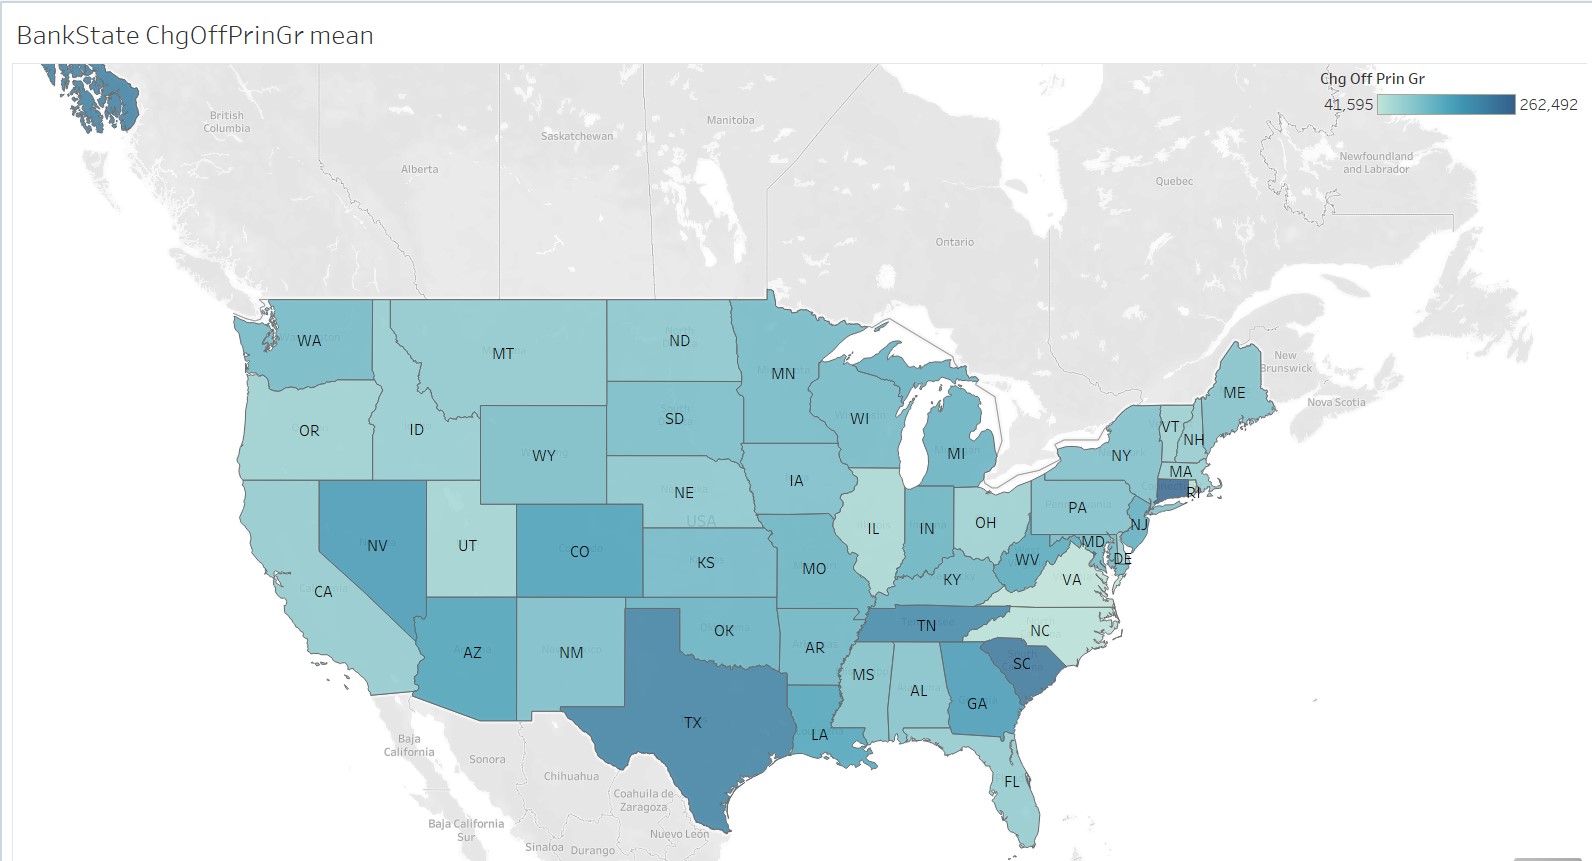 BankState ChgOffPrinGr mean
Chg Off Prin Gr
41,595
262,492
British
Columbia
Alberta
Saskatchewan
Manitoba
Ontario
Quebec
Newfoundland
and Labrador
New
Brunswick
Nova Scotia
WA
MT
ND
MN
OR
ID
SD
WI
MI
ME
WY
NE
IA
NY
VT
NH
MA
RI
USA
NV
UT
CO
KS
MO
IL
IN
OH
PA
NJ
MD
DE
WV
VA
KY
CA
AZ
NM
OK
AR
TN
NC
SC
TX
LA
MS
AL
GA
FL
Baja
California
Sonora
Chihuahua
Coahuila de
Zaragoza
Baja California
Sur
Nuevo León
Sinaloa
Durango